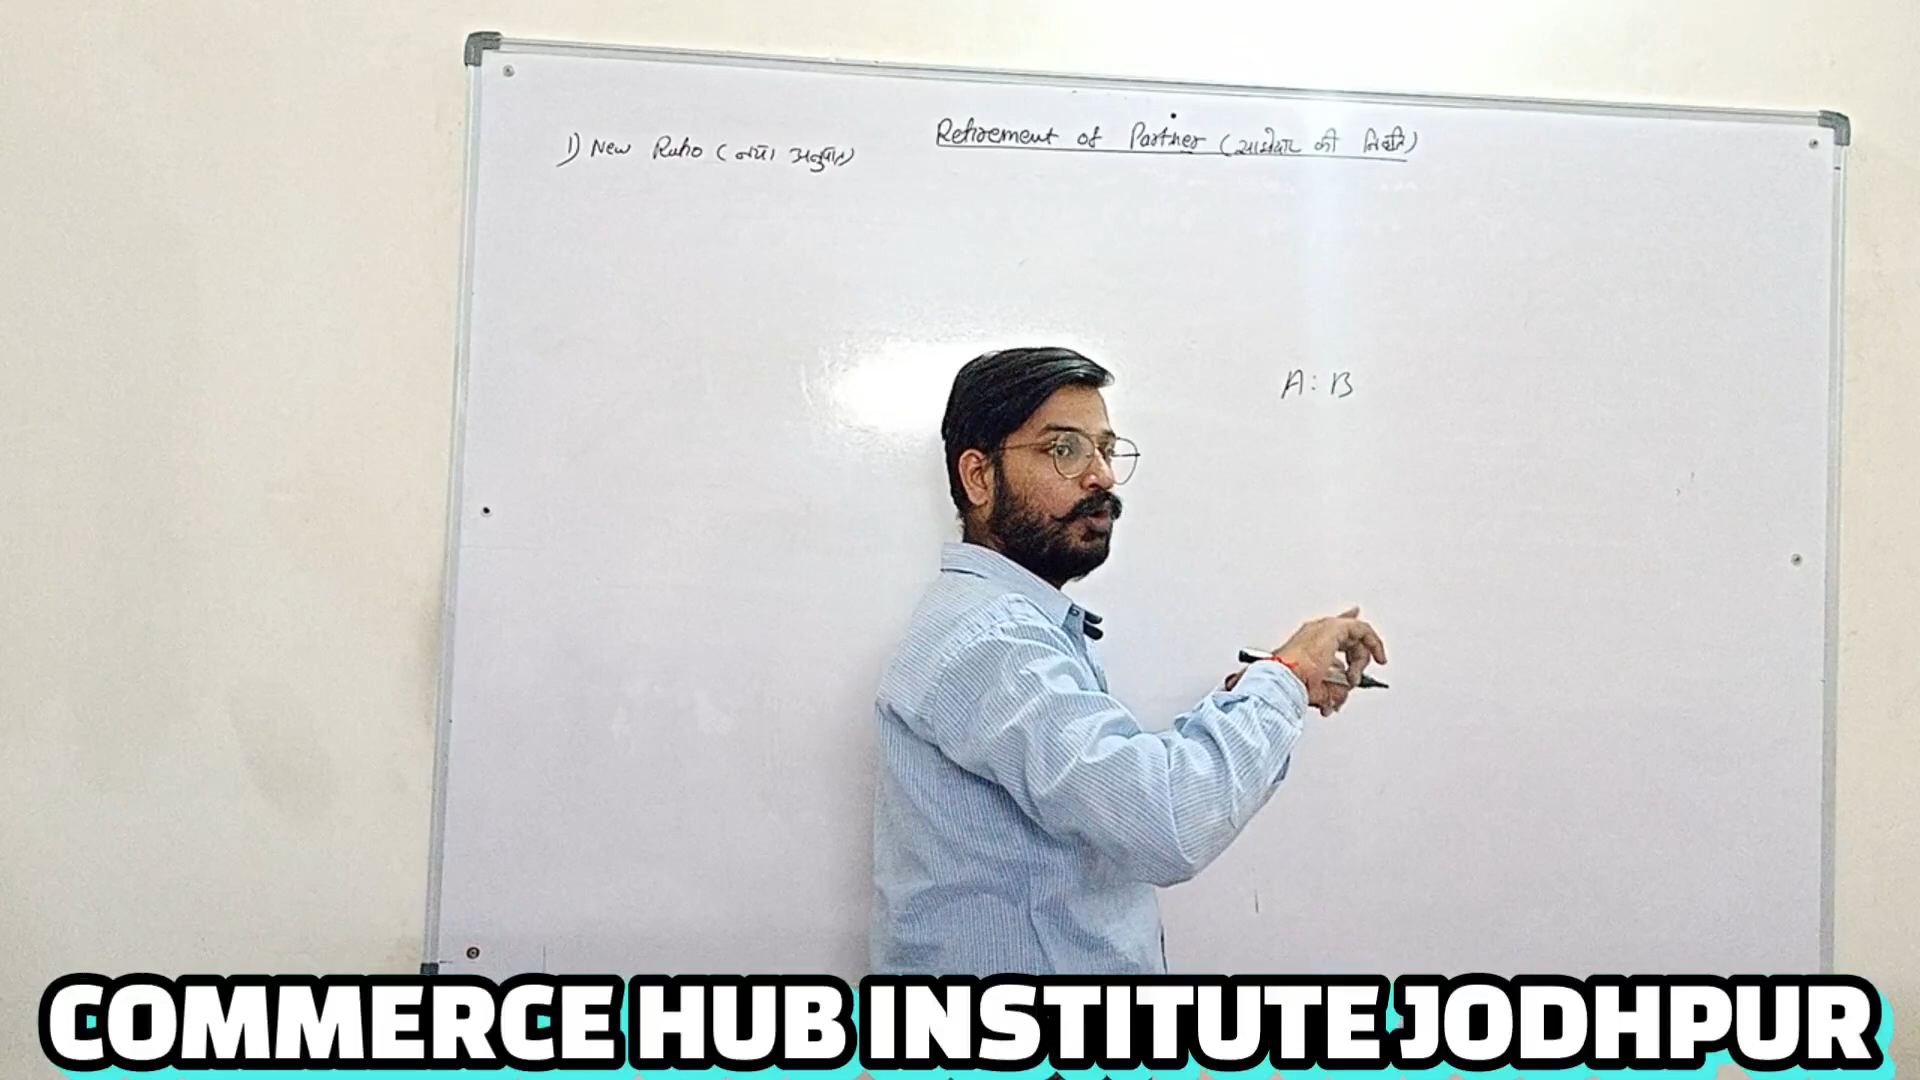 Retirement of Partner (साझेदार की निवृति)
1) New Ratio (नया अनुपात)
A : B
COMMERCE HUB INSTITUTE JODHPUR